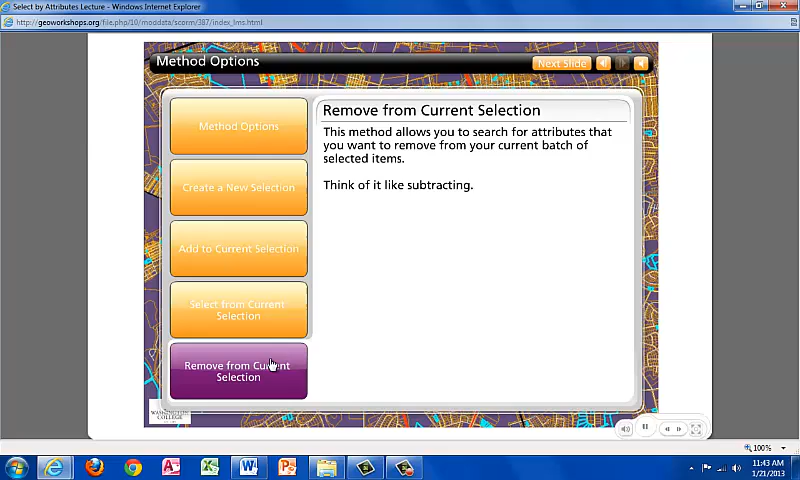 Select by Attributes Lecture - Windows Internet Explorer
http://geoworkshops.org/file.php/10/moddata/scorm/387/index_lms.html
Method Options
Next Slide
Method Options
Create a New Selection
Add to Current Selection
Select from Current
Selection
Remove from Current
Selection
Remove from Current Selection
This method allows you to search for attributes that
you want to remove from your current batch of
selected items.
Think of it like subtracting.
WASHINGTON
COLLEGE
100%
11:43 AM
1/21/2013